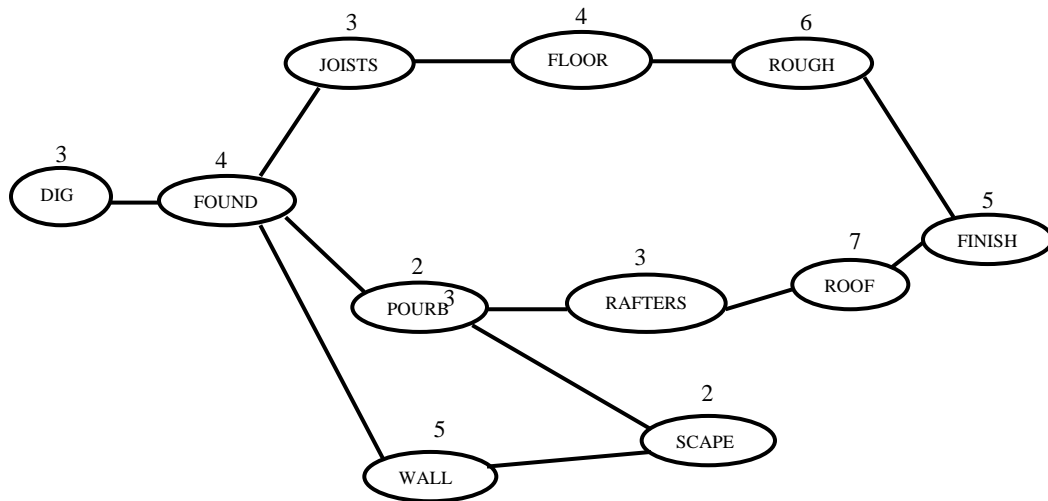 3
JOISTS
4
FLOOR
6
ROUGH
3
DIG
4
FOUND
5
FINISH
2
POURB
3
3
RAFTERS
7
ROOF
2
SCAPE
5
WALL